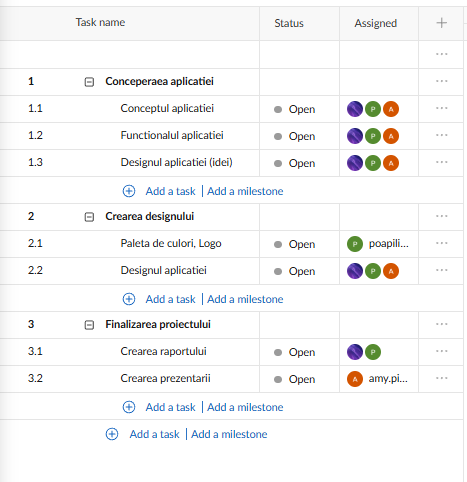 Task name Status Assigned +
...
1 Conceperaea aplicatiei ...
1.1 Conceptul aplicatiei Open P A ...
1.2 Functionalul aplicatiei Open P A ...
1.3 Designul aplicatiei (idei) Open P A ...
Add a task | Add a milestone
2 Crearea designului ...
2.1 Paleta de culori, Logo Open P poapili... ...
2.2 Designul aplicatiei Open P A ...
Add a task | Add a milestone
3 Finalizarea proiectului ...
3.1 Crearea raportului Open P ...
3.2 Crearea prezentarii Open A amy.pi... ...
Add a task | Add a milestone
Add a task | Add a milestone